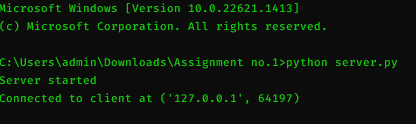 Microsoft Windows [Version 10.0.22621.1413]
(c) Microsoft Corporation. All rights reserved.
C:\Users\admin\Downloads\Assignment no.1>python server.py
Server started
Connected to client at ('127.0.0.1', 64197)